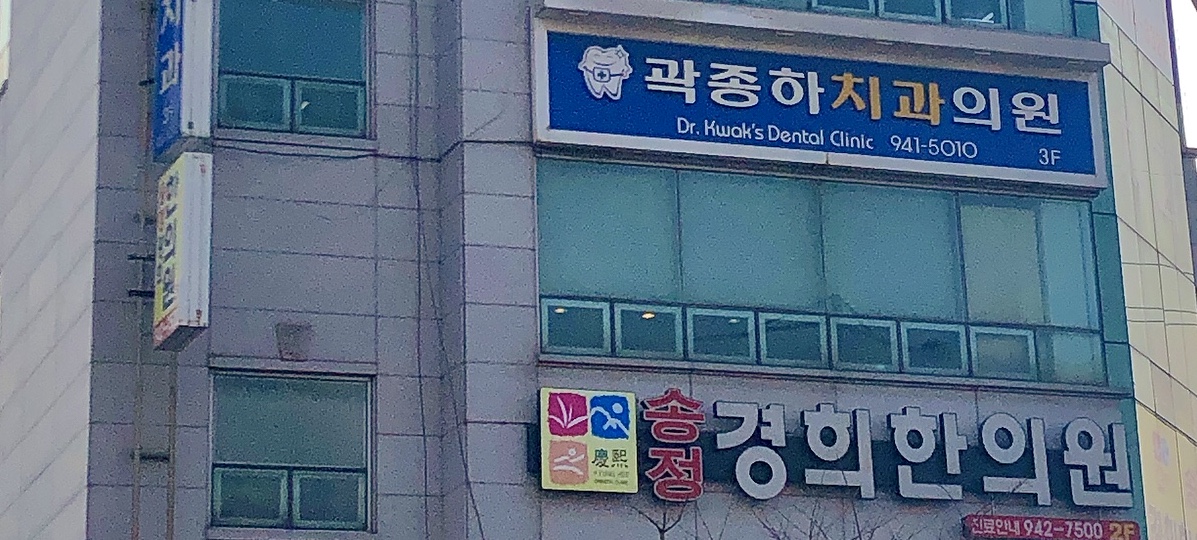 치과
곽종하치과의원
Dr. Kwak's Dental Clinic 941-5010 3F
한의원
慶熙
송정 경희한의원
진료안내 942-7500 2F